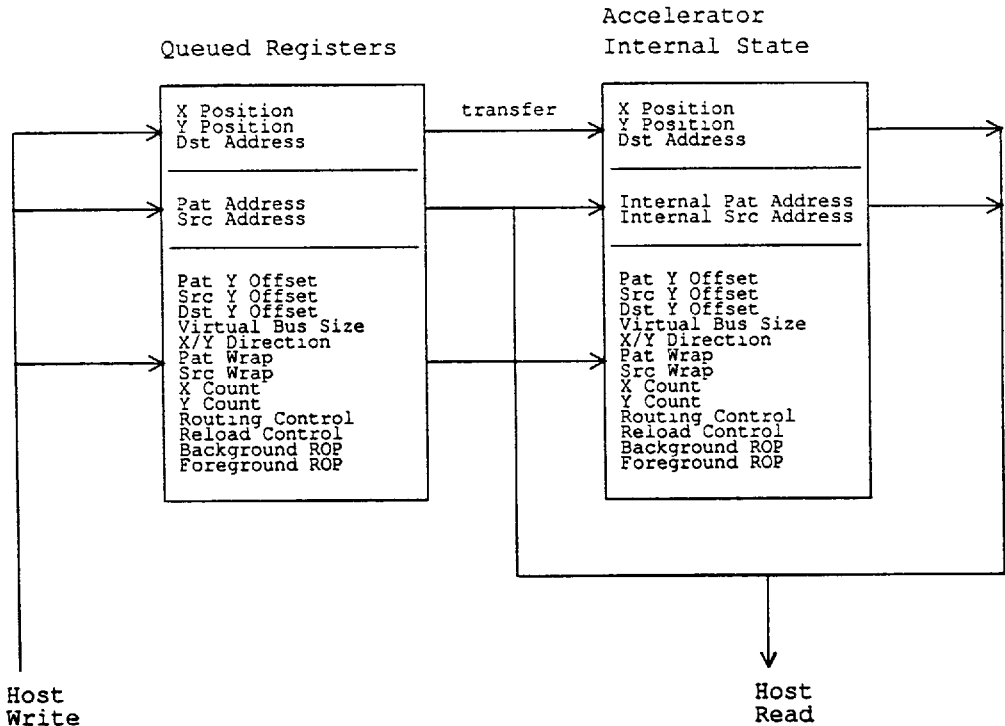 Accelerator
Internal State
Queued Registers
X Position
Y Position
Dst Address
Pat Address
Src Address
Pat Y Offset
Src Y Offset
Dst Y Offset
Virtual Bus Size
X/Y Direction
Pat Wrap
Src Wrap
X Count
Y Count
Routing Control
Reload Control
Background ROP
Foreground ROP
transfer
X Position
Y Position
Dst Address
Internal Pat Address
Internal Src Address
Pat Y Offset
Src Y Offset
Dst Y Offset
Virtual Bus Size
X/Y Direction
Pat Wrap
Src Wrap
X Count
Y Count
Routing Control
Reload Control
Background ROP
Foreground ROP
Host
Write
Host
Read